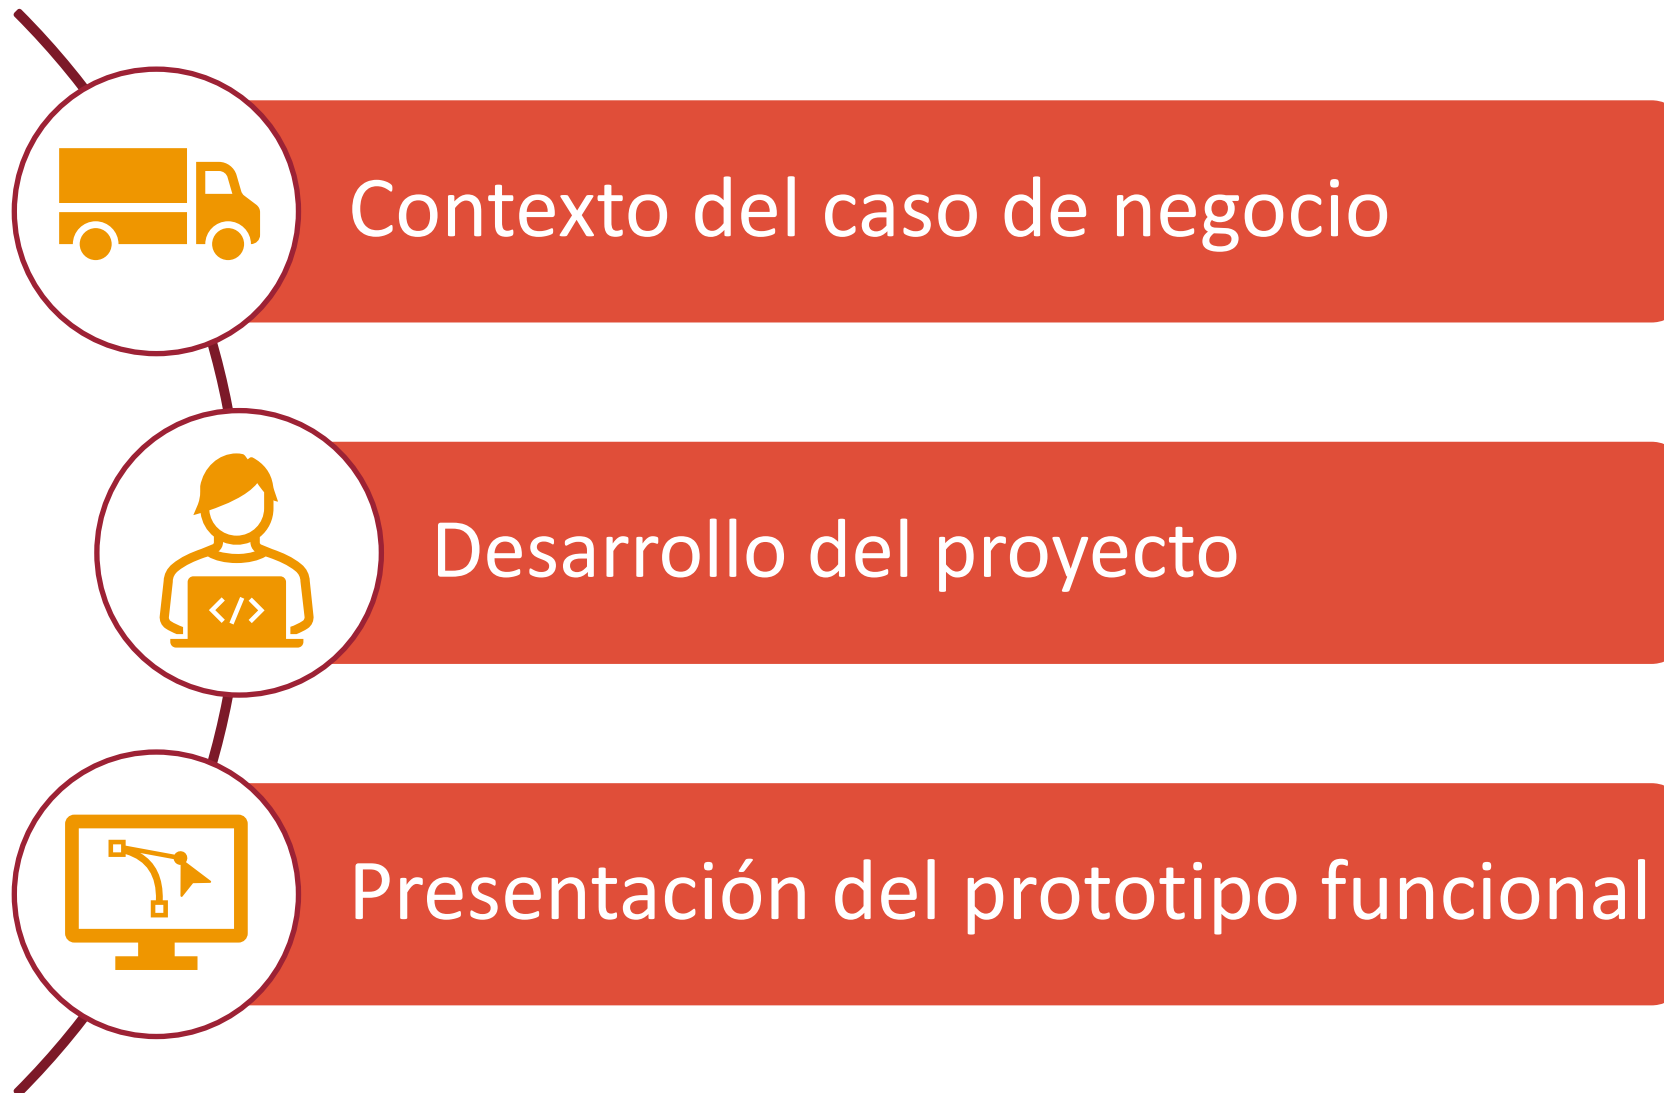 Contexto del caso de negocio
Desarrollo del proyecto
</>
Presentación del prototipo funcional